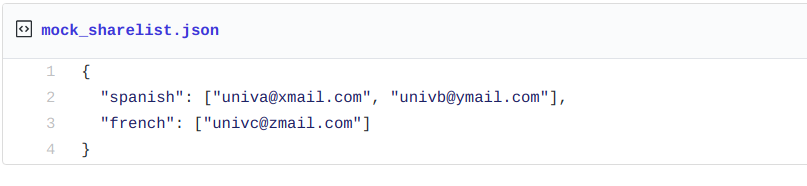 mock_sharelist.json
1 {
2 "spanish": ["univa@xmail.com", "univb@ymail.com"],
3 "french": ["univc@zmail.com"]
4 }